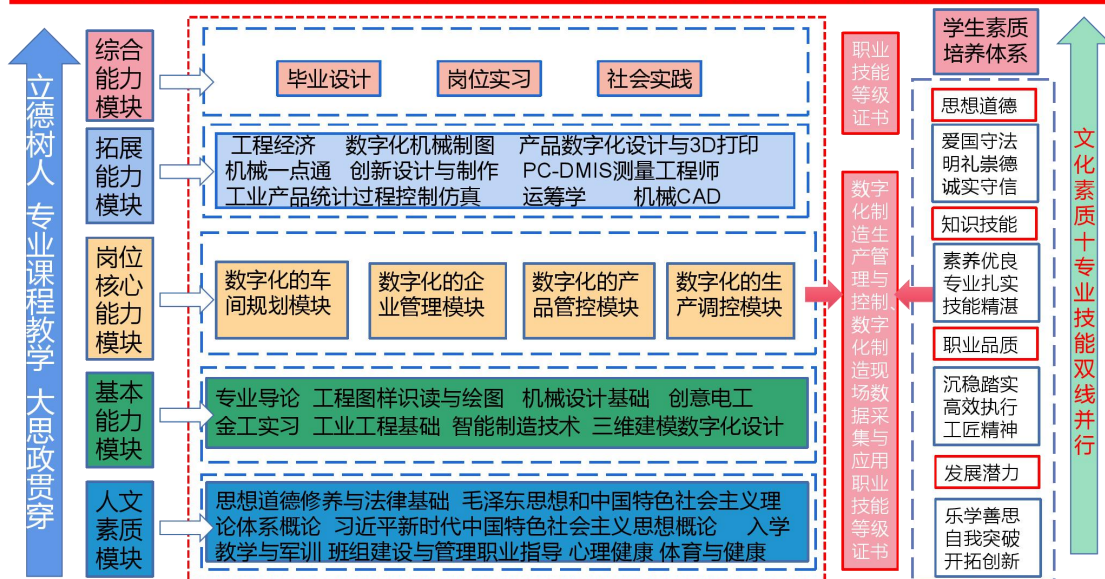 立德树人 专业课程教学 大思政贯穿
综合
能力
模块
毕业设计
岗位实习
社会实践
拓展
能力
模块
工程经济 数字化机械制图 产品数字化设计与3D打印
机械一点通 创新设计与制作 PC-DMIS测量工程师
工业产品统计过程控制仿真 运筹学 机械CAD
岗位
核心
能力
模块
数字化的车
间规划模块
数字化的企
业管理模块
数字化的产
品管控模块
数字化的生
产调控模块
基本
能力
模块
专业导论 工程图样识读与绘图 机械设计基础 创意电工
金工实习 工业工程基础 智能制造技术 三维建模数字化设计
人文
素质
模块
思想道德修养与法律基础 毛泽东思想和中国特色社会主义理
论体系概论 习近平新时代中国特色社会主义思想概论 入学
教学与军训 班组建设与管理职业指导 心理健康 体育与健康
职业
技能
等级
证书
数字
化制
造生
产管
理与
控制、
数字
化制
造现
场数
据采
集与
应用
职业
技能
等级
证书
学生素质
培养体系
思想道德
爱国守法
明礼崇德
诚实守信
知识技能
素养优良
专业扎实
技能精湛
职业品质
沉稳踏实
高效执行
工匠精神
发展潜力
乐学善思
自我突破
开拓创新
文化素质十专业技能双线并行